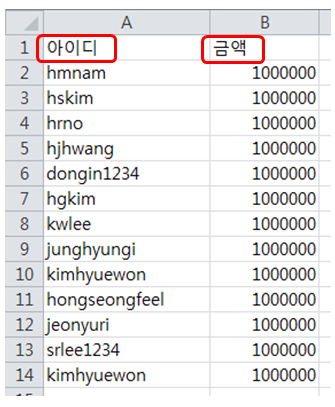 A B
1 아이디 금액
2 hmnam 1000000
3 hskim 1000000
4 hrno 1000000
5 hjhwang 1000000
6 dongin1234 1000000
7 hgkim 1000000
8 kwlee 1000000
9 junghyungi 1000000
10 kimhyuewon 1000000
11 hongseongfeel 1000000
12 jeonyuri 1000000
13 srlee1234 1000000
14 kimhyuewon 1000000